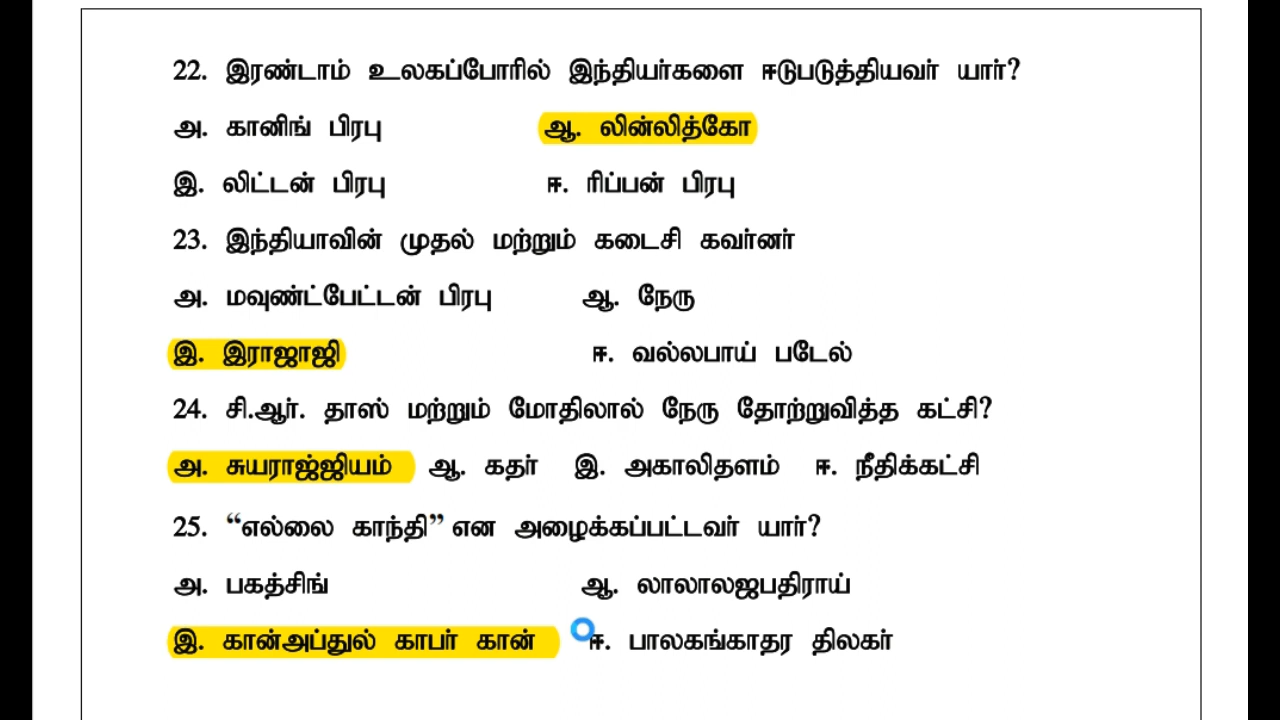 22. இரண்டாம் உலகப்போரில் இந்தியர்களை ஈடுபடுத்தியவர் யார்?
அ. கானிங் பிரபு ஆ. லின்லித்கோ
இ. லிட்டன் பிரபு ஈ. ரிப்பன் பிரபு
23. இந்தியாவின் முதல் மற்றும் கடைசி கவர்னர்
அ. மவுண்ட்பேட்டன் பிரபு ஆ. நேரு
இ. இராஜாஜி ஈ. வல்லபாய் படேல்
24. சி.ஆர். தாஸ் மற்றும் மோதிலால் நேரு தோற்றுவித்த கட்சி?
அ. சுயராஜ்ஜியம் ஆ. கதர் இ. அகாலிதளம் ஈ. நீதிக்கட்சி
25. “எல்லை காந்தி” என அழைக்கப்பட்டவர் யார்?
அ. பகத்சிங் ஆ. லாலாலஜபதிராய்
இ. கான்அப்துல் காபர் கான் ஈ. பாலகங்காதர திலகர்